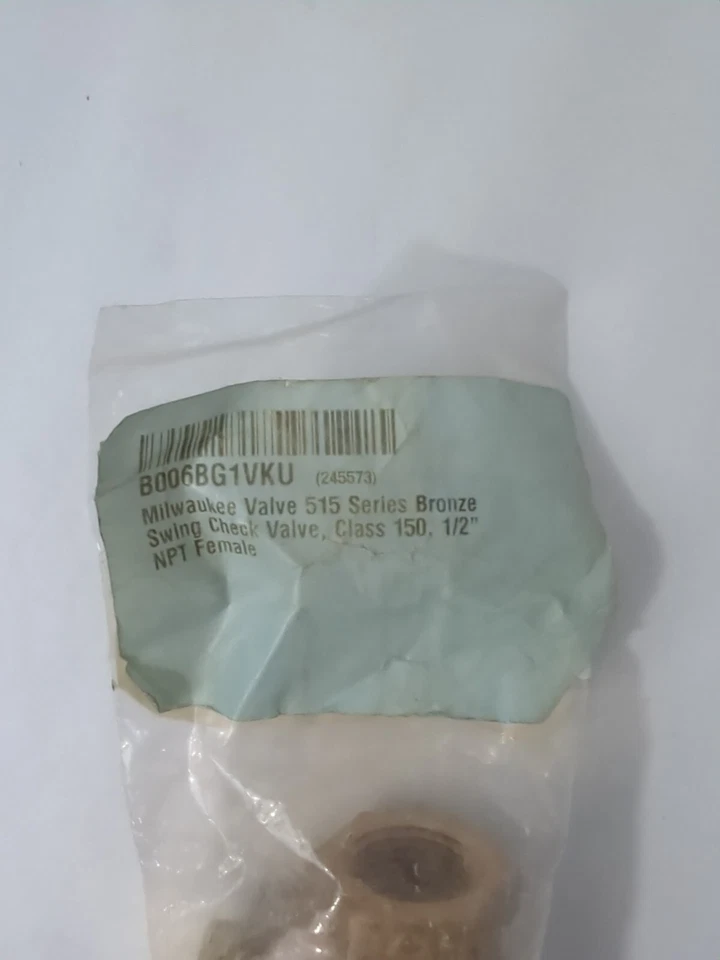 B006BG1VKU (245573)
Milwaukee Valve 515 Series Bronze
Swing Check Valve, Class 150, 1/2"
NPT Female